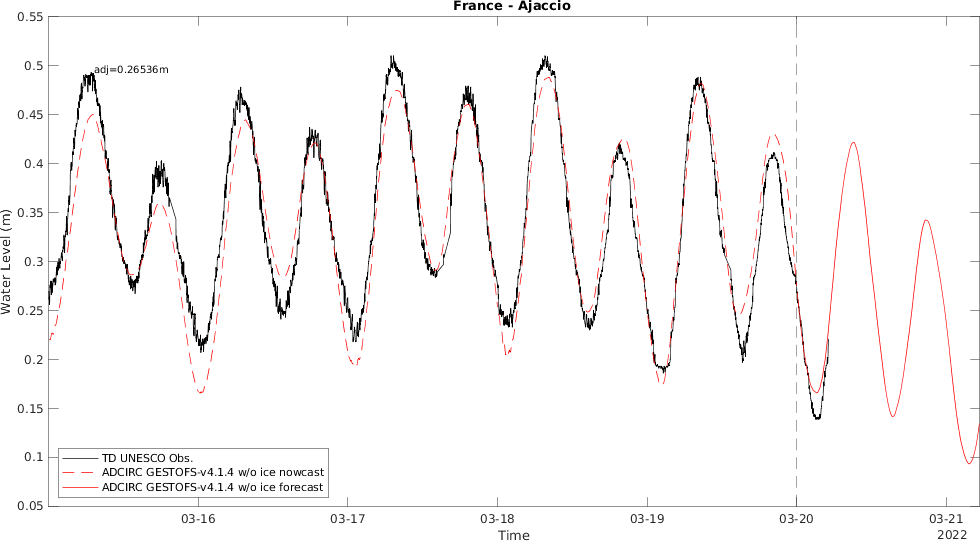 France - Ajaccio
adj=0.26536m
Water Level (m)
0.55
0.5
0.45
0.4
0.35
0.3
0.25
0.2
0.15
0.1
0.05
TD UNESCO Obs.
ADCIRC GESTOFS-v4.1.4 w/o ice nowcast
ADCIRC GESTOFS-v4.1.4 w/o ice forecast
03-16 03-17 03-18 03-19 03-20 03-21
Time
2022